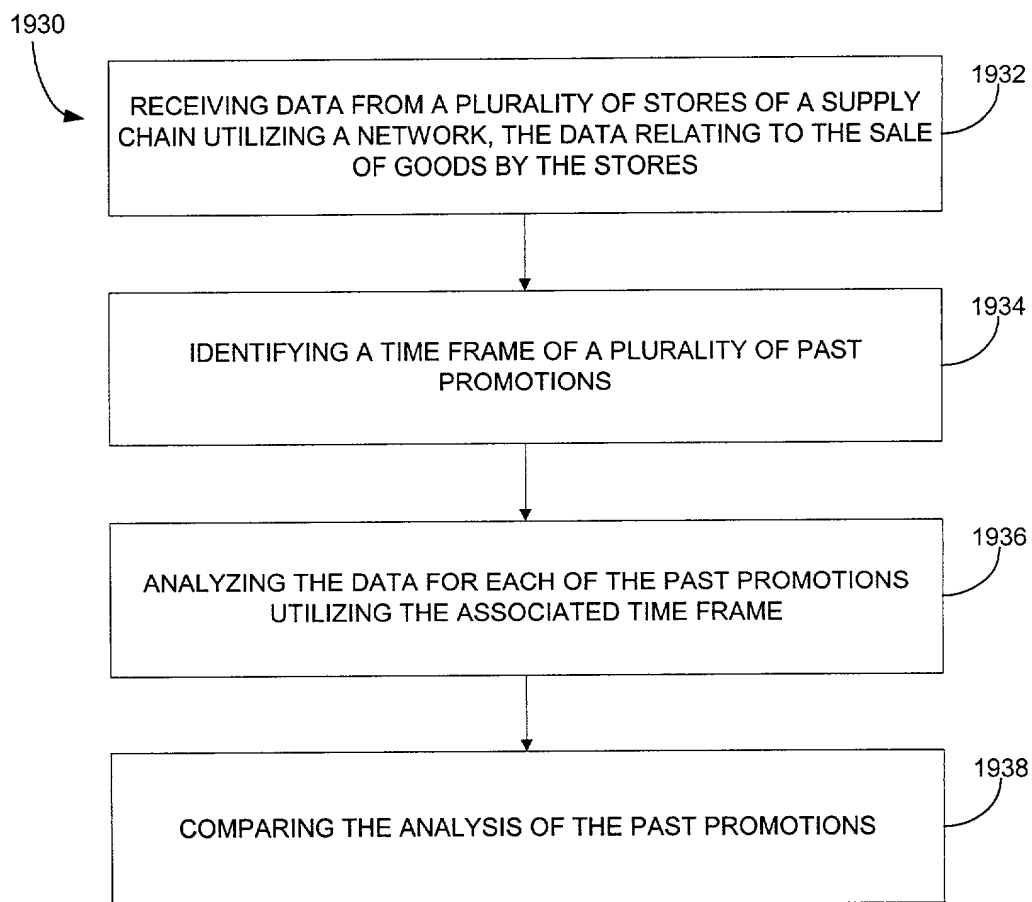 1930
1932
RECEIVING DATA FROM A PLURALITY OF STORES OF A SUPPLY
CHAIN UTILIZING A NETWORK, THE DATA RELATING TO THE SALE
OF GOODS BY THE STORES
1934
IDENTIFYING A TIME FRAME OF A PLURALITY OF PAST
PROMOTIONS
1936
ANALYZING THE DATA FOR EACH OF THE PAST PROMOTIONS
UTILIZING THE ASSOCIATED TIME FRAME
1938
COMPARING THE ANALYSIS OF THE PAST PROMOTIONS